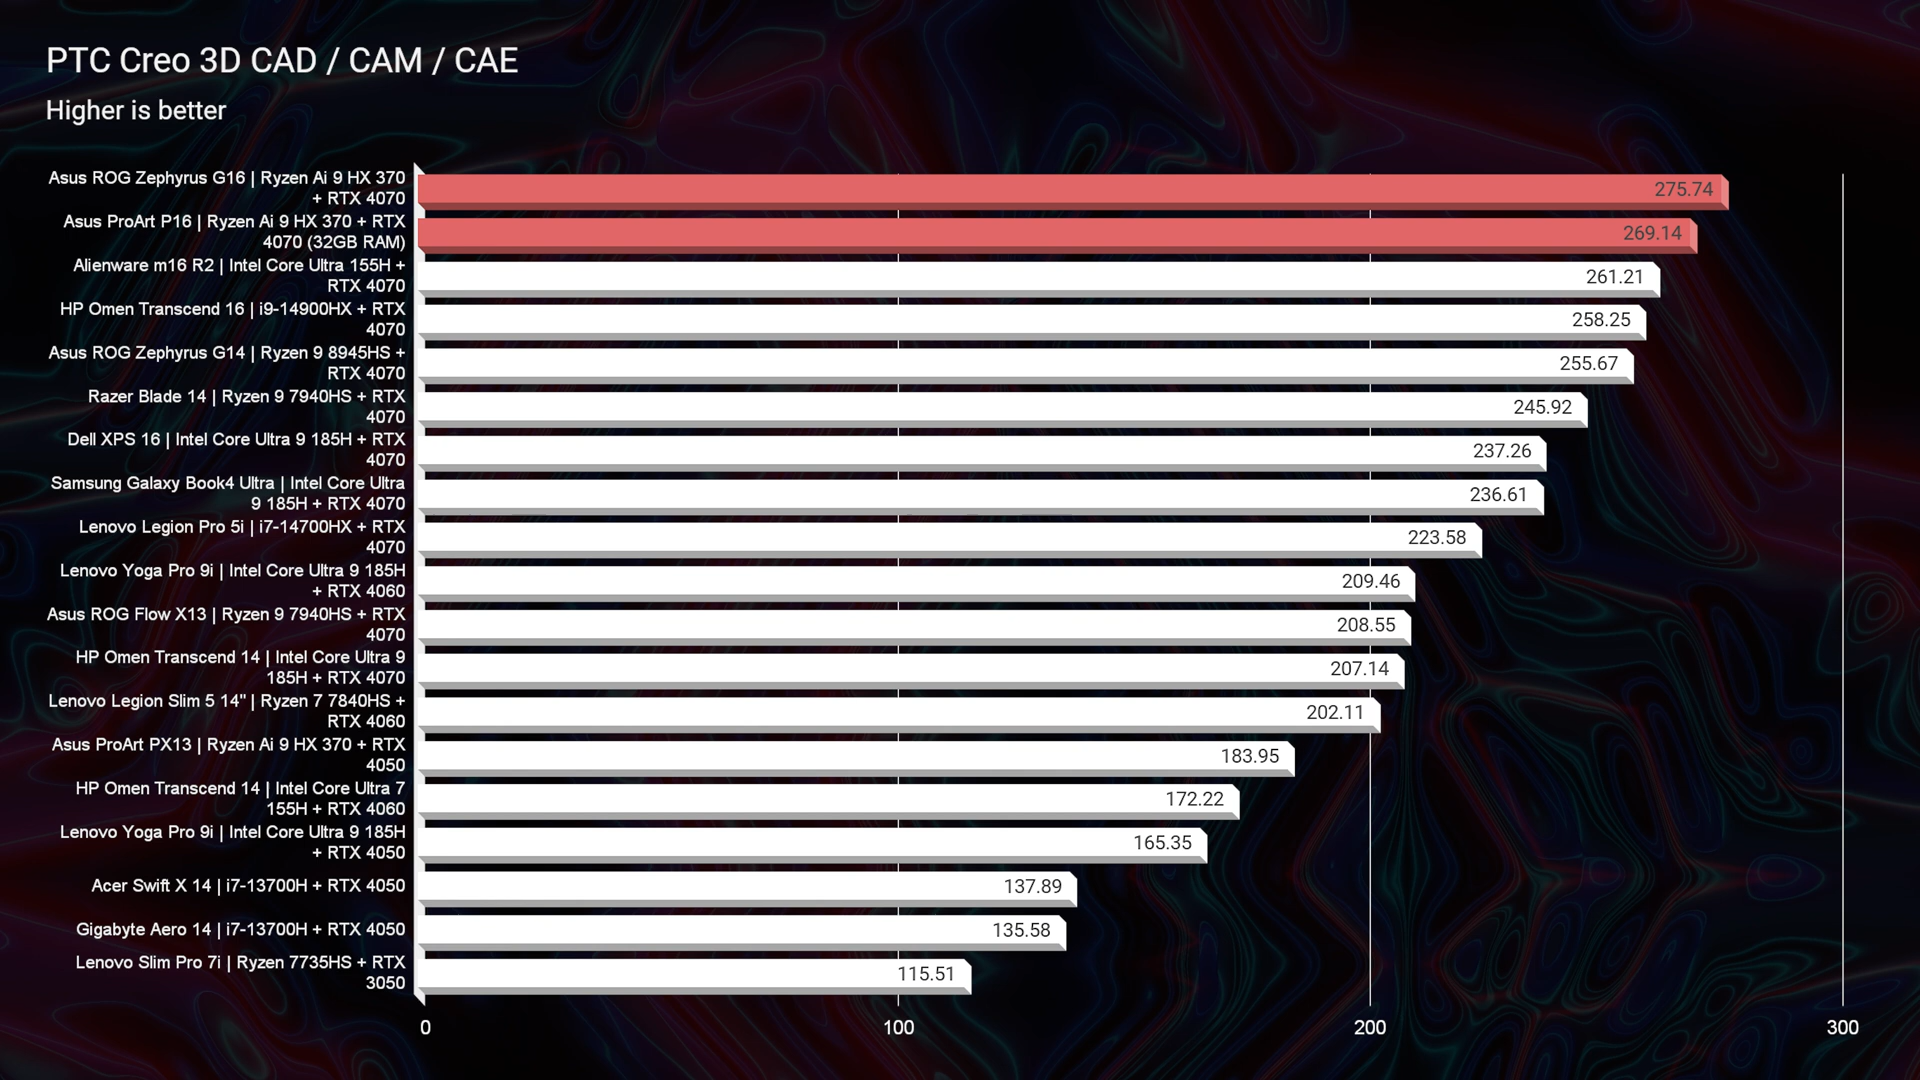 PTC Creo 3D CAD / CAM / CAE
Higher is better
Asus ROG Zephyrus G16 | Ryzen Ai 9 HX 370
+ RTX 4070
275.74
Asus ProArt P16 | Ryzen Ai 9 HX 370 + RTX
4070 (32GB RAM)
269.14
Alienware m16 R2 | Intel Core Ultra 155H +
RTX 4070
261.21
HP Omen Transcend 16 | i9-14900HX + RTX
4070
258.25
Asus ROG Zephyrus G14 | Ryzen 9 8945HS +
RTX 4070
255.67
Razer Blade 14 | Ryzen 9 7940HS + RTX
4070
245.92
Dell XPS 16 | Intel Core Ultra 9 185H + RTX
4070
237.26
Samsung Galaxy Book4 Ultra | Intel Core Ultra
9 185H + RTX 4070
236.61
Lenovo Legion Pro 5i | i7-14700HX + RTX
4070
223.58
Lenovo Yoga Pro 9i | Intel Core Ultra 9 185H
+ RTX 4060
209.46
Asus ROG Flow X13 | Ryzen 9 7940HS + RTX
4070
208.55
HP Omen Transcend 14 | Intel Core Ultra 9
185H + RTX 4070
207.14
Lenovo Legion Slim 5 14" | Ryzen 7 7840HS +
RTX 4060
202.11
Asus ProArt PX13 | Ryzen Ai 9 HX 370 + RTX
4050
183.95
HP Omen Transcend 14 | Intel Core Ultra 7
155H + RTX 4060
172.22
Lenovo Yoga Pro 9i | Intel Core Ultra 9 185H
+ RTX 4050
165.35
Acer Swift X 14 | i7-13700H + RTX 4050
137.89
Gigabyte Aero 14 | i7-13700H + RTX 4050
135.58
Lenovo Slim Pro 7i | Ryzen 7735HS + RTX
3050
115.51
0 100 200 300